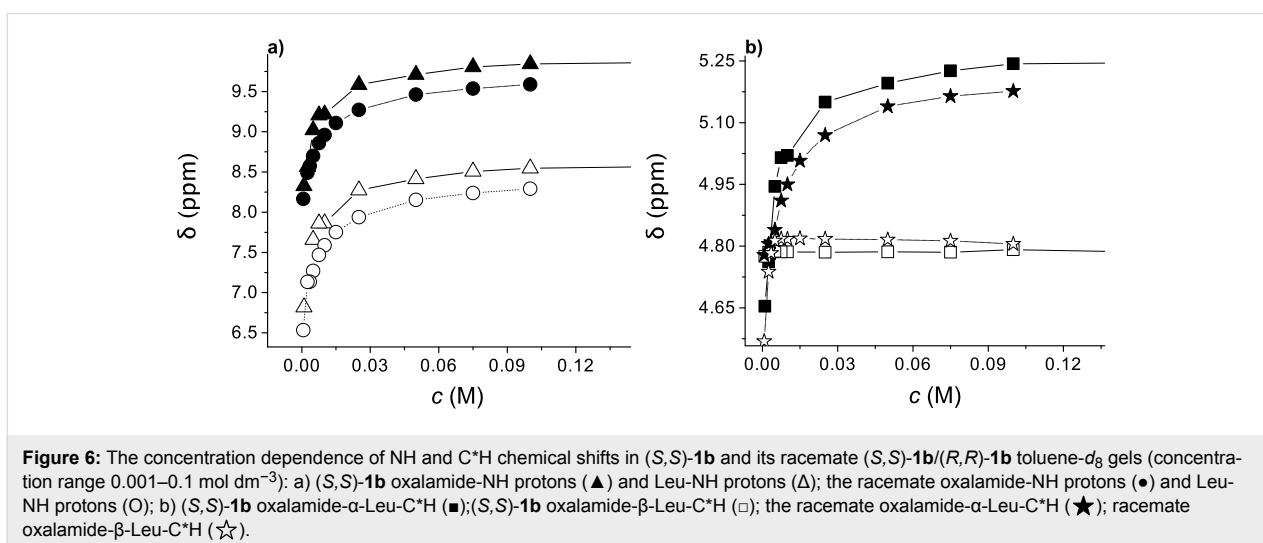 a)
9.5
9.0
8.5
8.0
7.5
7.0
6.5
δ (ppm)
0.00 0.03 0.06 0.09 0.12
c (M)
b)
5.25
5.10
4.95
4.80
4.65
δ (ppm)
0.00 0.03 0.06 0.09 0.12
c (M)
Figure 6: The concentration dependence of NH and C*H chemical shifts in (S,S)-1b and its racemate (S,S)-1b/(R,R)-1b toluene-d₈ gels (concentra-
tion range 0.001–0.1 mol dm⁻³): a) (S,S)-1b oxalamide-NH protons (▲) and Leu-NH protons (Δ); the racemate oxalamide-NH protons (●) and Leu-
NH protons (O); b) (S,S)-1b oxalamide-α-Leu-C*H (■);(S,S)-1b oxalamide-β-Leu-C*H (□); the racemate oxalamide-α-Leu-C*H (★); racemate
oxalamide-β-Leu-C*H (☆).